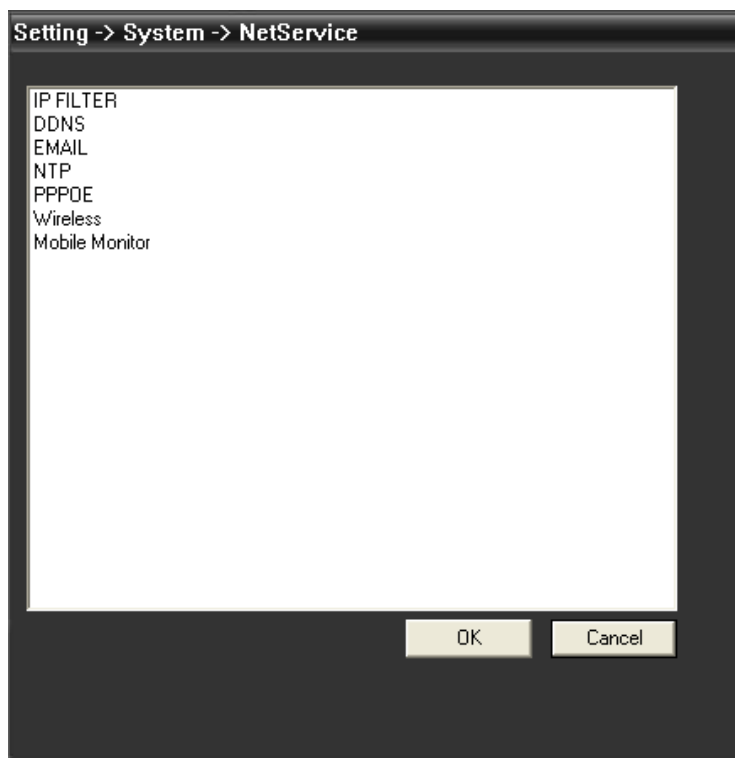 Setting -> System -> NetService
IP FILTER
DDNS
EMAIL
NTP
PPPOE
Wireless
Mobile Monitor
OK
Cancel